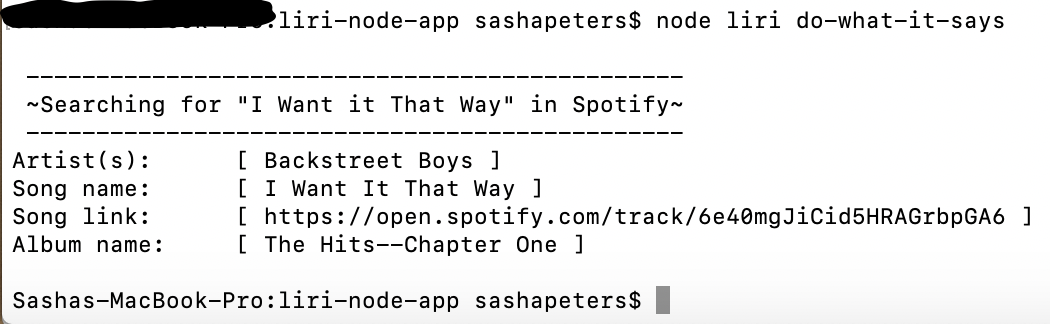 :liri-node-app sashapeters$ node liri do-what-it-says
-----------------------------------------------
~Searching for "I Want it That Way" in Spotify~
-----------------------------------------------
Artist(s): [ Backstreet Boys ]
Song name: [ I Want It That Way ]
Song link: [ https://open.spotify.com/track/6e40mgJiCid5HRAGrbpGA6 ]
Album name: [ The Hits--Chapter One ]
Sashas-MacBook-Pro:liri-node-app sashapeters$